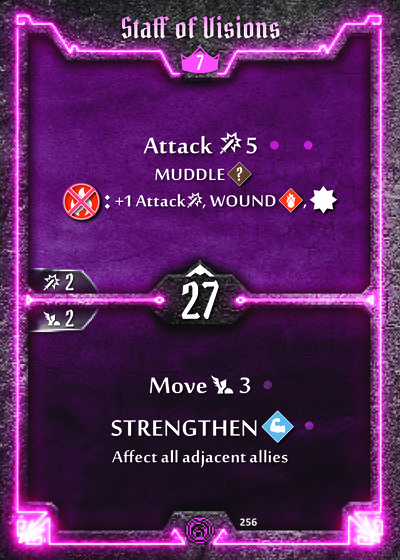 Staff of Visions
7
Attack 5
MUDDLE ?
: +1 Attack, WOUND ,
2
27
2
Move 3
STRENGTHEN
Affect all adjacent allies
256